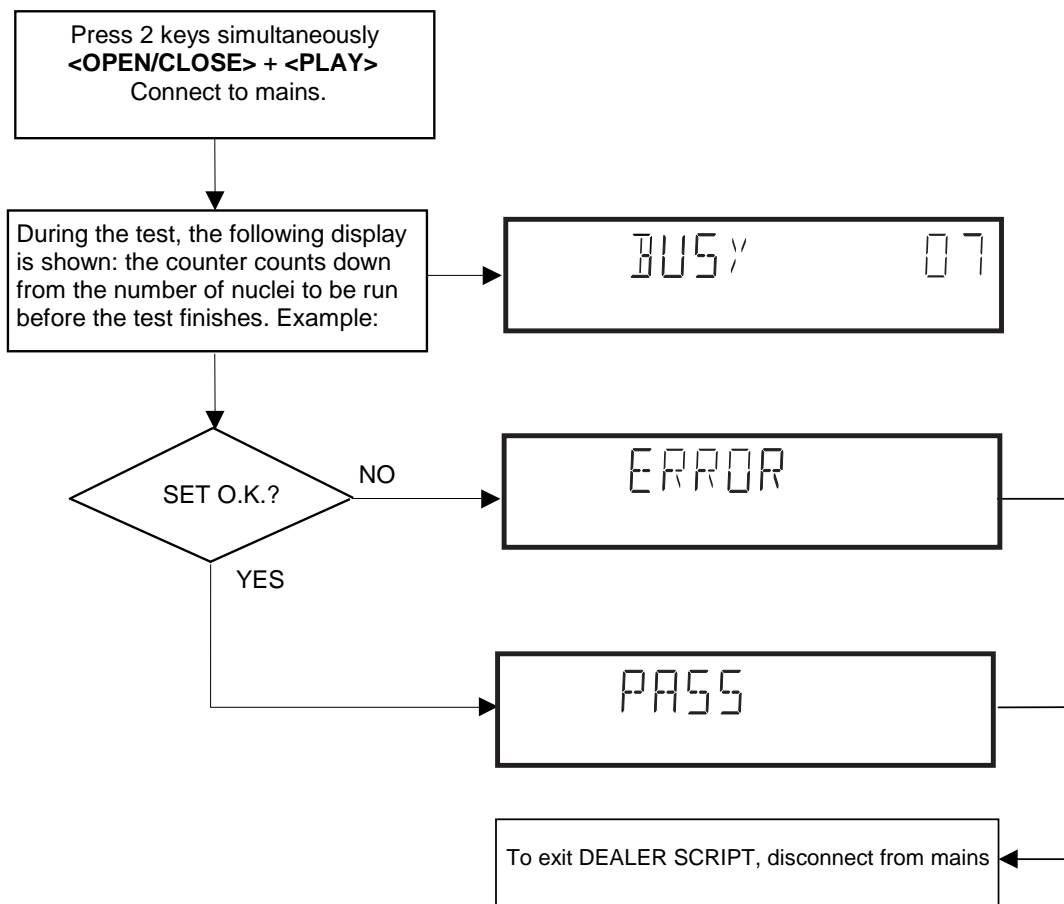 Press 2 keys simultaneously
<OPEN/CLOSE> + <PLAY>
Connect to mains.
During the test, the following display
is shown: the counter counts down
from the number of nuclei to be run
before the test finishes. Example:
BUSY 07
SET O.K.?
NO
ERROR
YES
PASS
To exit DEALER SCRIPT, disconnect from mains